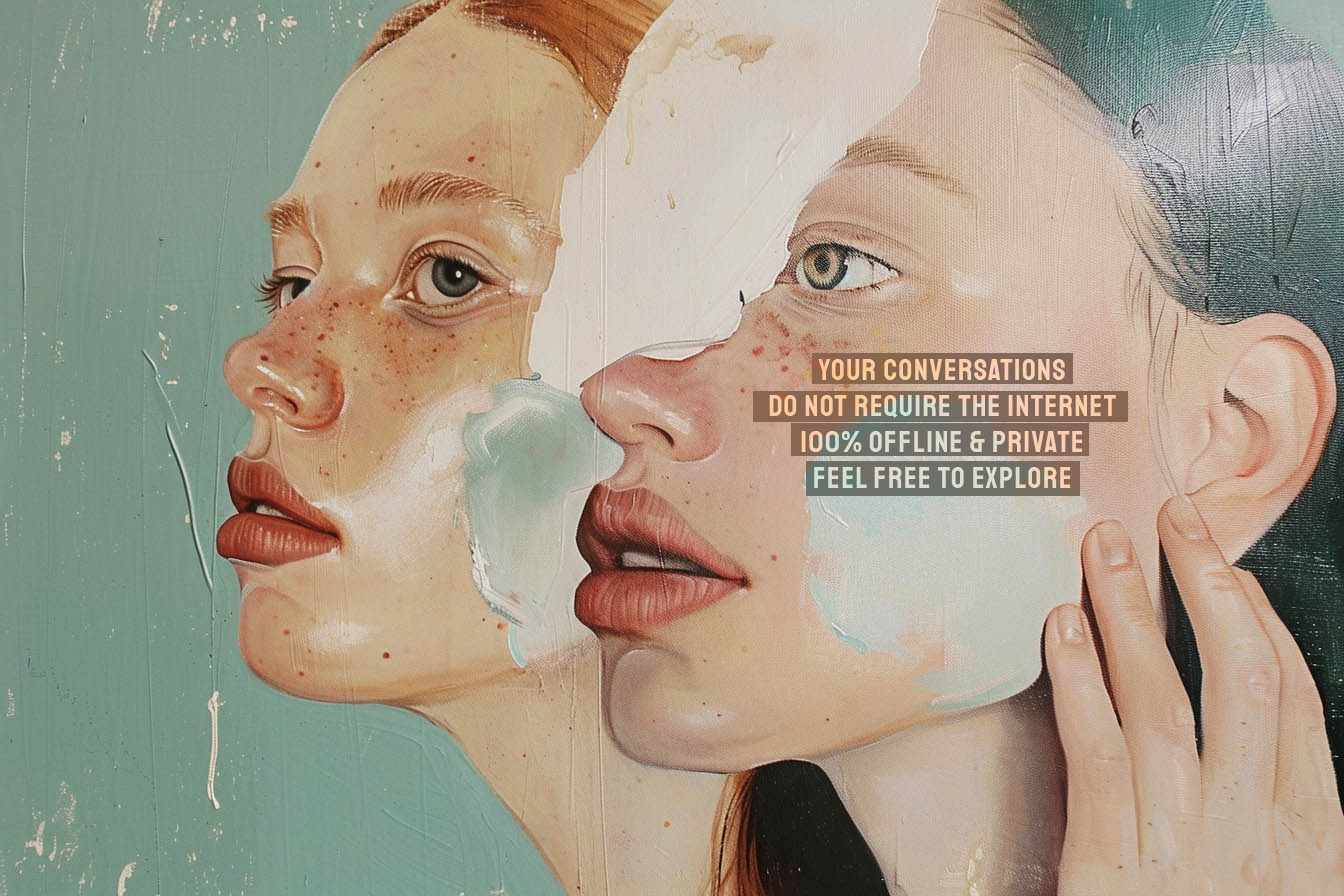 YOUR CONVERSATIONS
DO NOT REQUIRE THE INTERNET
100% OFFLINE & PRIVATE
FEEL FREE TO EXPLORE